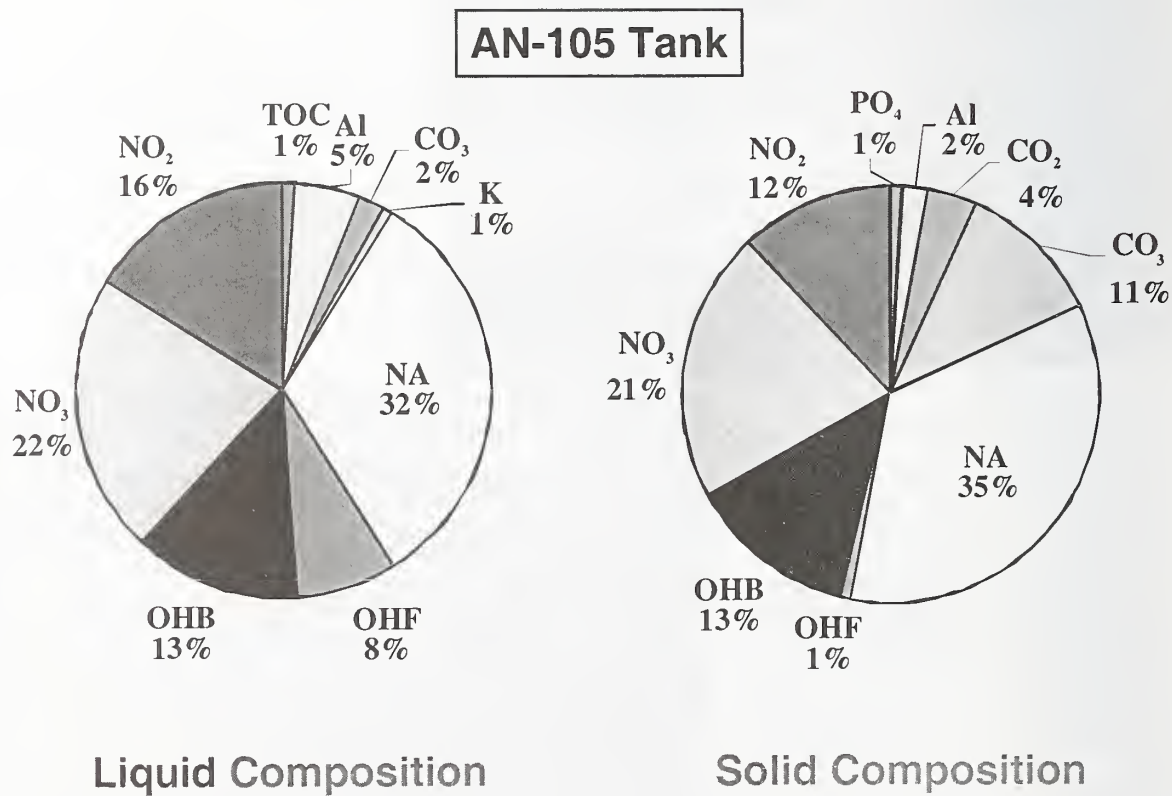 AN-105 Tank
TOC
1%
Al
5%
CO₃
2%
K
1%
NA
32%
OHF
8%
OHB
13%
NO₃
22%
NO₂
16%
Liquid Composition
PO₄
1%
Al
2%
CO₂
4%
CO₃
11%
NA
35%
OHF
1%
OHB
13%
NO₃
21%
NO₂
12%
Solid Composition